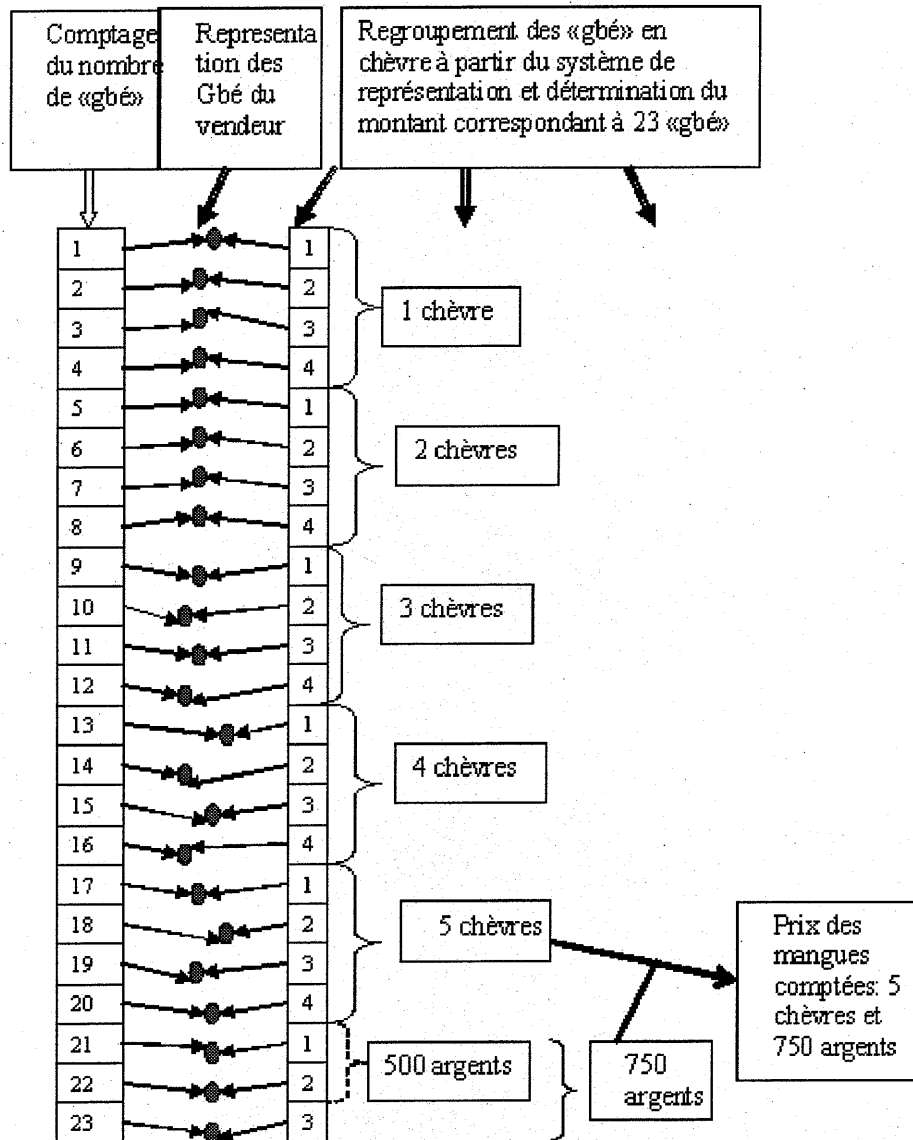 Comptage
du nombre
de «gbé»
Representa
tion des
Gbé du
vendeur
Regroupement des «gbé» en
chèvre à partir du système de
représentation et détermination du
montant correspondant à 23 «gbé»
1 1
2 2
3 3
4 4
1 chèvre
5 1
6 2
7 3
8 4
2 chèvres
9 1
10 2
11 3
12 4
3 chèvres
13 1
14 2
15 3
16 4
4 chèvres
17 1
18 2
19 3
20 4
5 chèvres
21 1
22 2
23 3
500 argents
750
argents
Prix des
mangues
comptées: 5
chèvres et
750 argents